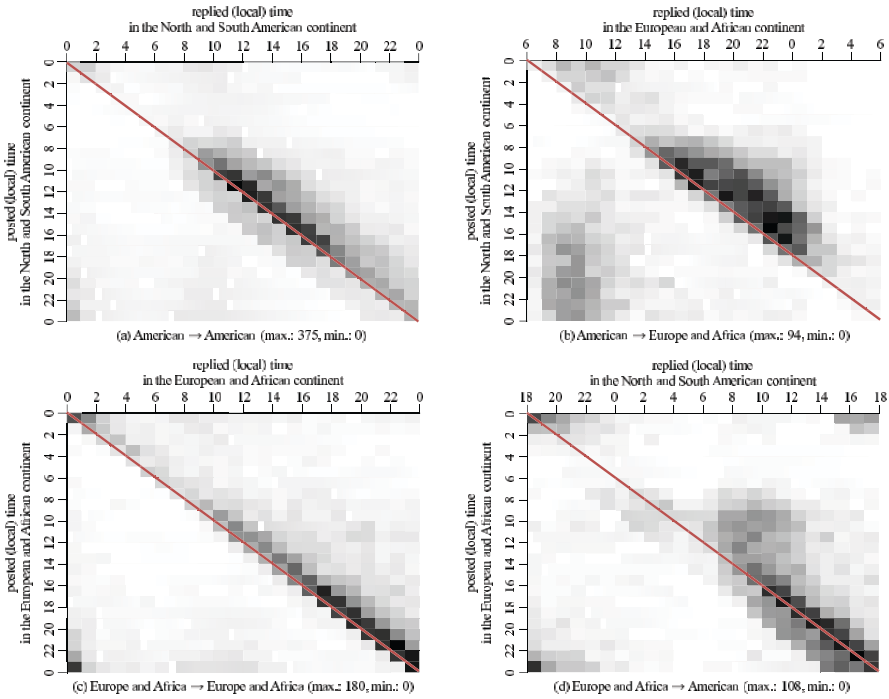 replied (local) time
in the North and South American continent
0 2 4 6 8 10 12 14 16 18 20 22 0
posted (local) time
in the North and South American continent
0 2 4 6 8 10 12 14 16 18 20 22 0
(a) American → American (max.: 375, min.: 0)
replied (local) time
in the European and African continent
6 8 10 12 14 16 18 20 22 0 2 4 6
posted (local) time
in the North and South American continent
0 2 4 6 8 10 12 14 16 18 20 22 0
(b) American → Europe and Africa (max.: 94, min.: 0)
replied (local) time
in the European and African continent
0 2 4 6 8 10 12 14 16 18 20 22 0
posted (local) time
in the European and African continent
0 2 4 6 8 10 12 14 16 18 20 22 0
(c) Europe and Africa → Europe and Africa (max.: 180, min.: 0)
replied (local) time
in the North and South American continent
18 20 22 0 2 4 6 8 10 12 14 16 18
posted (local) time
in the European and African continent
0 2 4 6 8 10 12 14 16 18 20 22 0
(d) Europe and Africa → American (max.: 108, min.: 0)